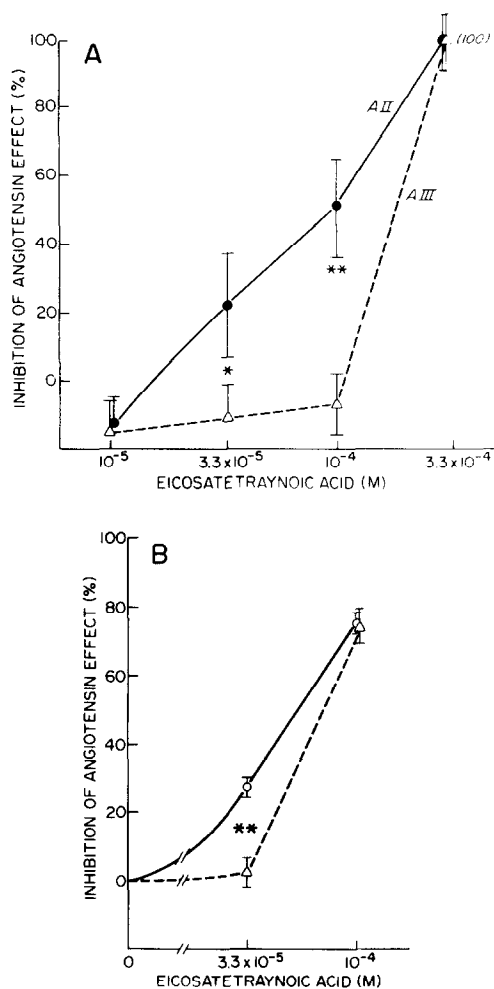 A
INHIBITION OF ANGIOTENSIN EFFECT (%)
100
80
60
40
20
0
(100)
AII
AIII
**
*
10⁻⁵
3.3x10⁻⁵
10⁻⁴
3.3x10⁻⁴
EICOSATETRAYNOIC ACID (M)
B
INHIBITION OF ANGIOTENSIN EFFECT (%)
100
80
60
40
20
0
**
0
3.3x10⁻⁵
10⁻⁴
EICOSATETRAYNOIC ACID (M)